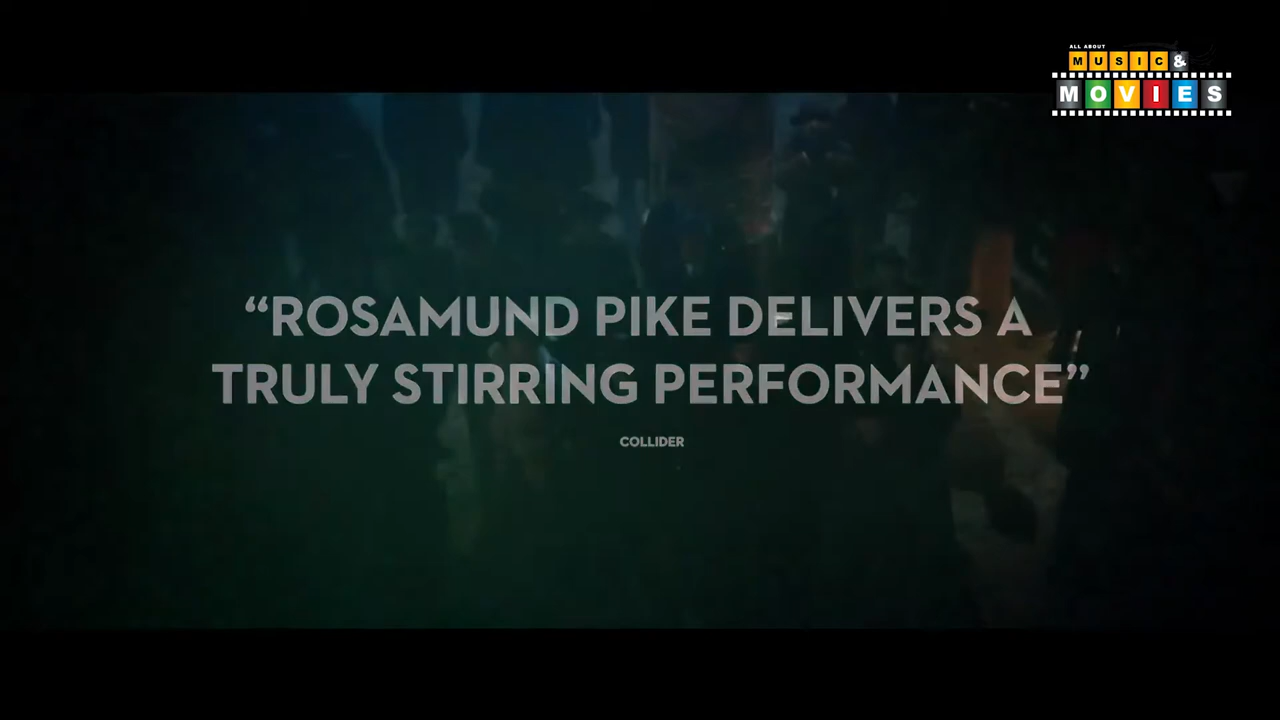 ALL ABOUT
MUSIC &
MOVIES
“ROSAMUND PIKE DELIVERS A
TRULY STIRRING PERFORMANCE”
COLLIDER